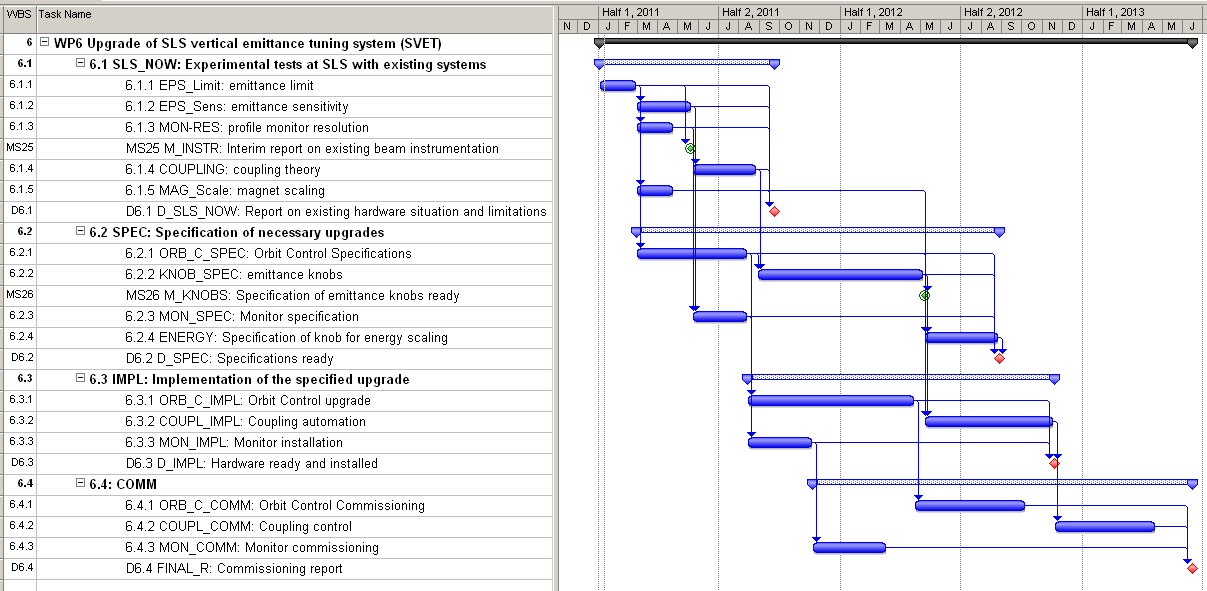 WBS Task Name Half 1, 2011 Half 2, 2011 Half 1, 2012 Half 2, 2012 Half 1, 2013
N D J F M A M J J A S O N D J F M A M J J A S O N D J F M A M J
6 WP6 Upgrade of SLS vertical emittance tuning system (SVET)
6.1 6.1 SLS_NOW: Experimental tests at SLS with existing systems
6.1.1 6.1.1 EPS_Limit: emittance limit
6.1.2 6.1.2 EPS_Sens: emittance sensitivity
6.1.3 6.1.3 MON-RES: profile monitor resolution
MS25 MS25 M_INSTR: Interim report on existing beam instrumentation
6.1.4 6.1.4 COUPLING: coupling theory
6.1.5 6.1.5 MAG_Scale: magnet scaling
D6.1 D6.1 D_SLS_NOW: Report on existing hardware situation and limitations
6.2 6.2 SPEC: Specification of necessary upgrades
6.2.1 6.2.1 ORB_C_SPEC: Orbit Control Specifications
6.2.2 6.2.2 KNOB_SPEC: emittance knobs
MS26 MS26 M_KNOBS: Specification of emittance knobs ready
6.2.3 6.2.3 MON_SPEC: Monitor specification
6.2.4 6.2.4 ENERGY: Specification of knob for energy scaling
D6.2 D6.2 D_SPEC: Specifications ready
6.3 6.3 IMPL: Implementation of the specified upgrade
6.3.1 6.3.1 ORB_C_IMPL: Orbit Control upgrade
6.3.2 6.3.2 COUPL_IMPL: Coupling automation
6.3.3 6.3.3 MON_IMPL: Monitor installation
D6.3 D6.3 D_IMPL: Hardware ready and installed
6.4 6.4: COMM
6.4.1 6.4.1 ORB_C_COMM: Orbit Control Commissioning
6.4.2 6.4.2 COUPL_COMM: Coupling control
6.4.3 6.4.3 MON_COMM: Monitor commissioning
D6.4 D6.4 FINAL_R: Commissioning report